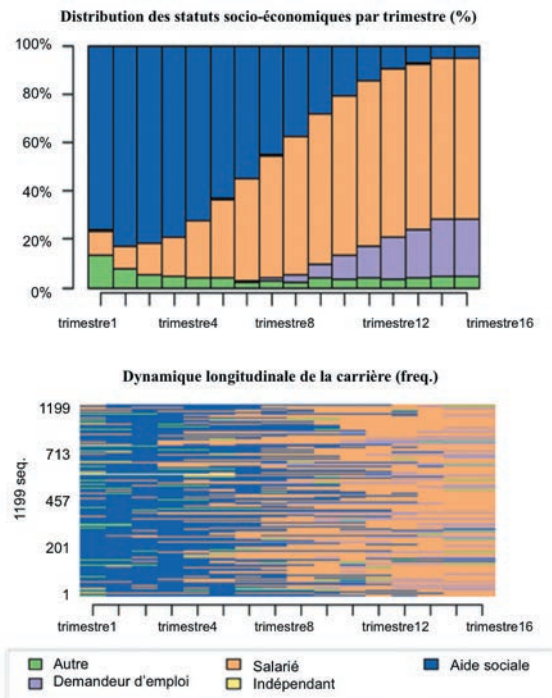 Distribution des statuts socio-économiques par trimestre (%)
100%
80%
60%
40%
20%
0%
trimestre1 trimestre4 trimestre8 trimestre12 trimestre16
Dynamique longitudinale de la carrière (freq.)
1199 seq.
1199
713
457
201
1
trimestre1 trimestre4 trimestre8 trimestre12 trimestre16
Autre Salarié Aide sociale
Demandeur d'emploi Indépendant